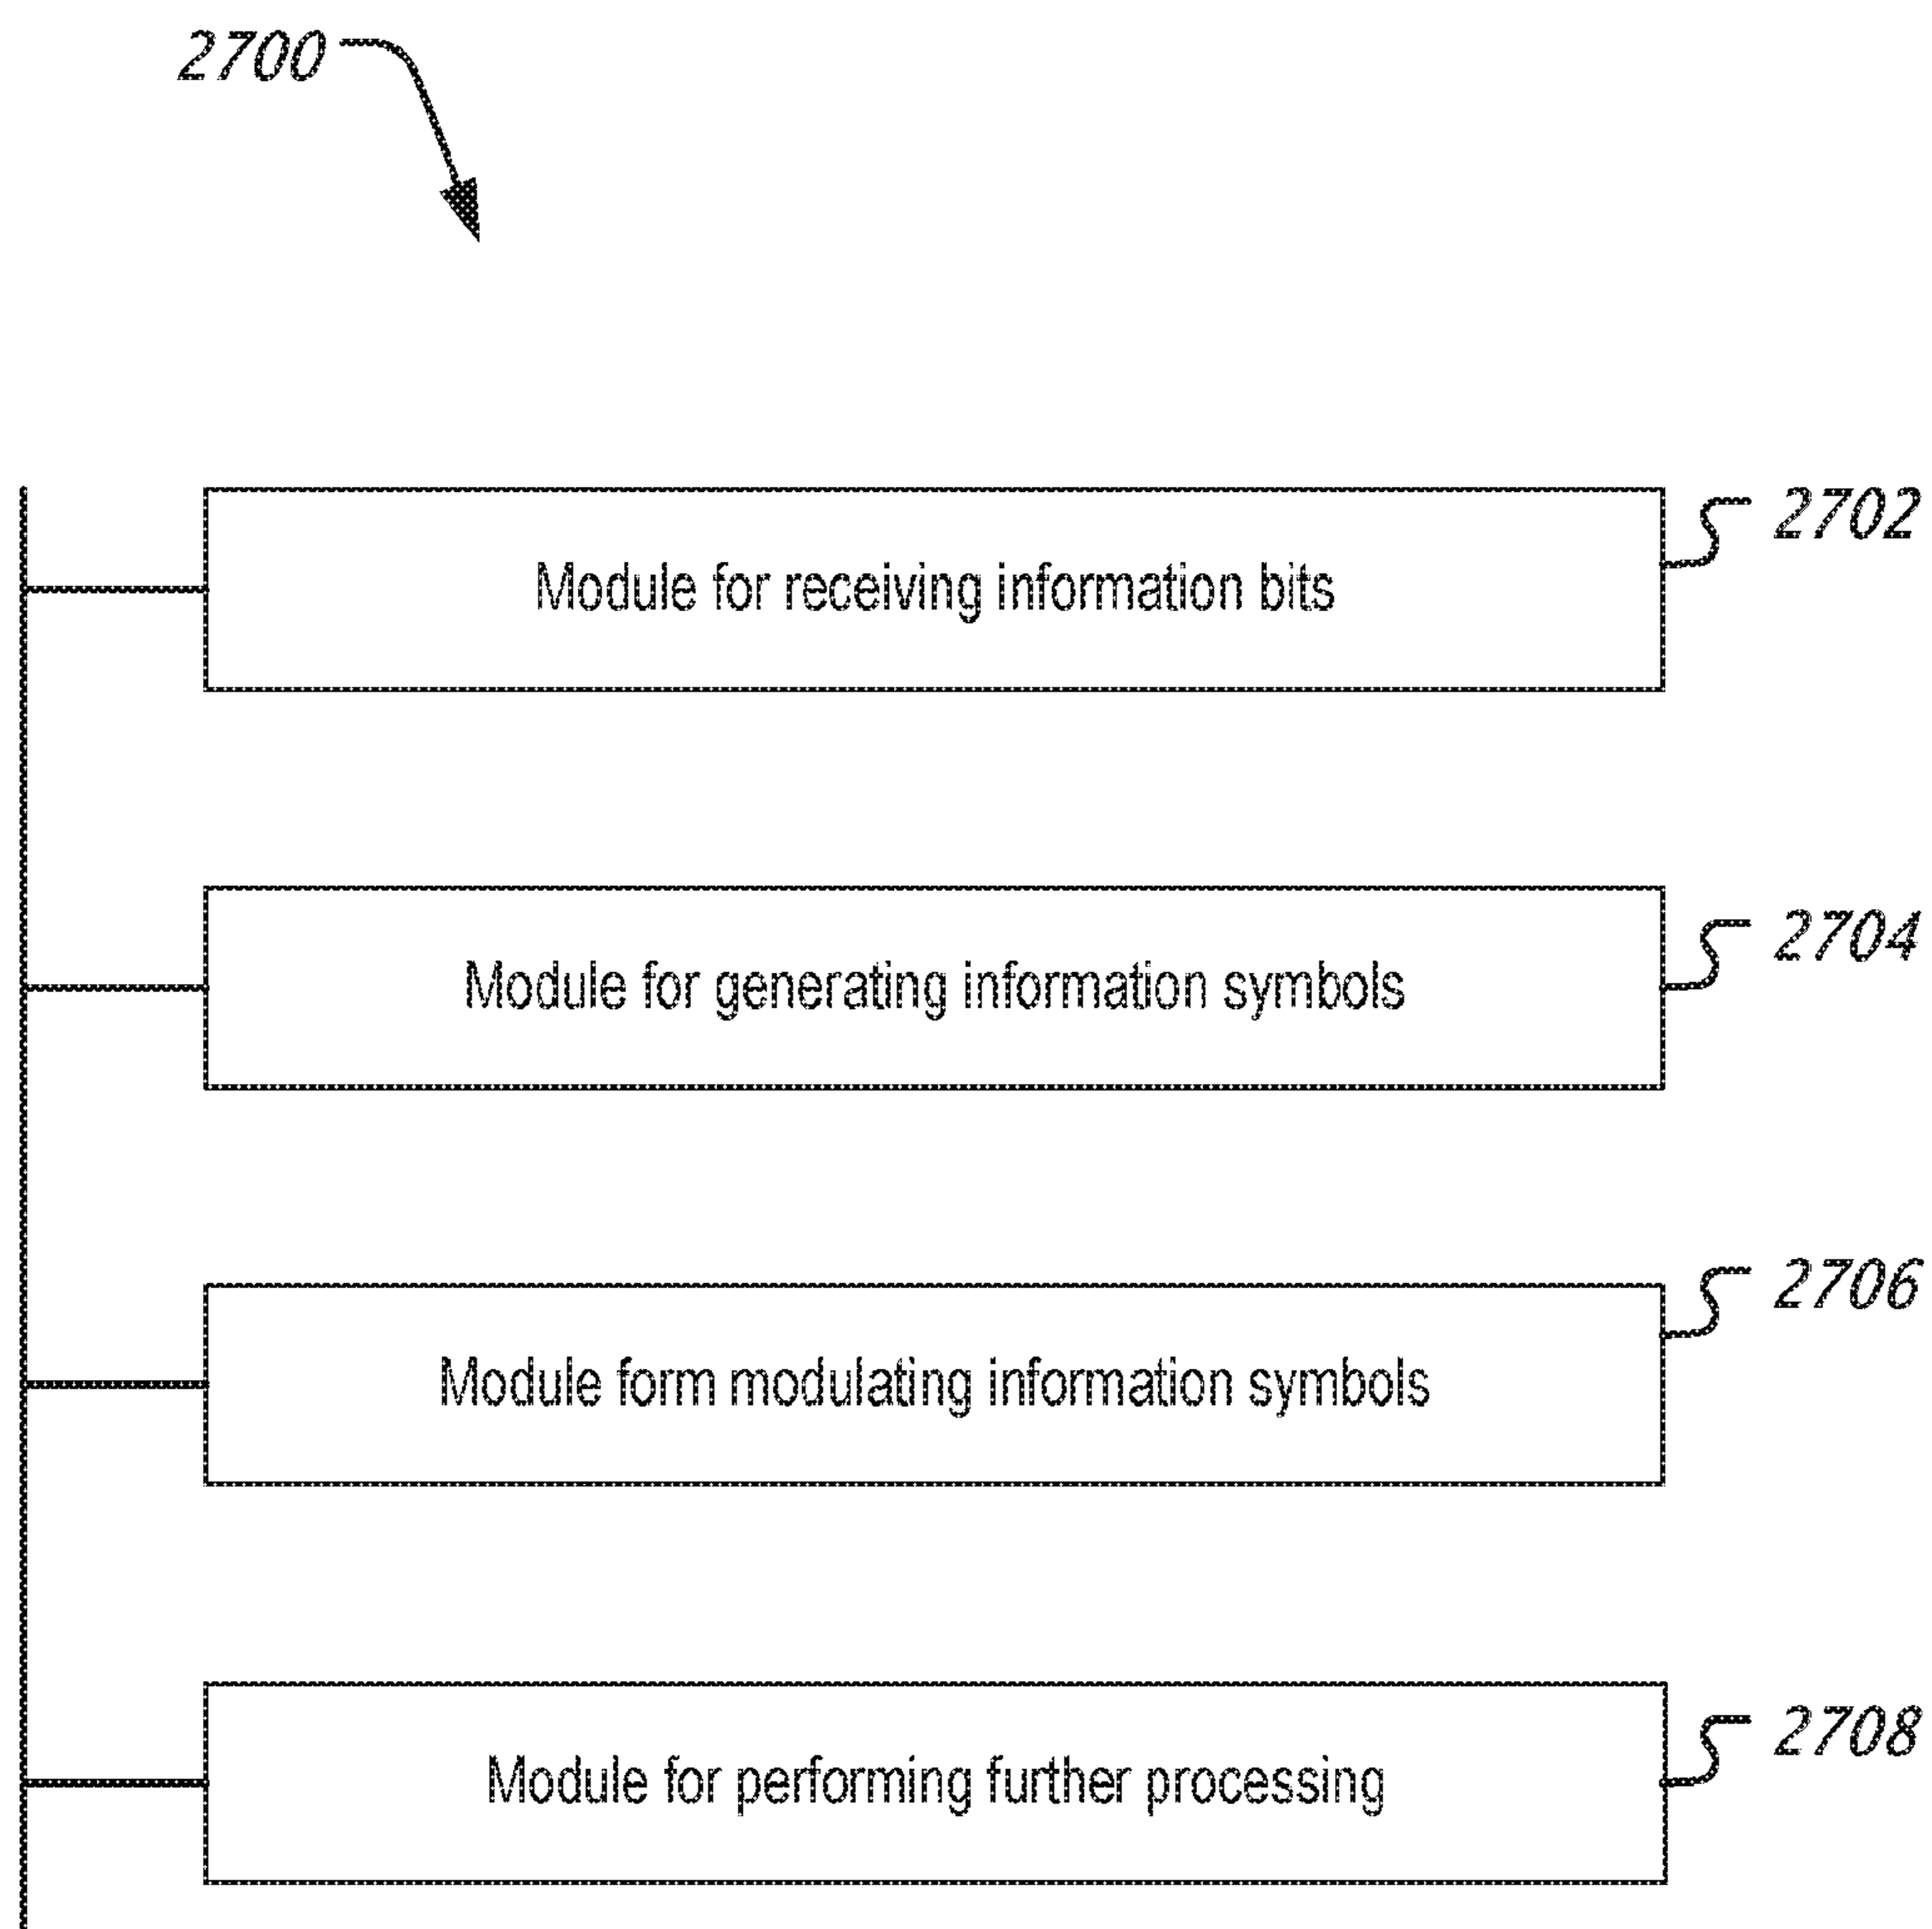 2700
Module for receiving information bits
2702
Module for generating information symbols
2704
Module form modulating information symbols
2706
Module for performing further processing
2708